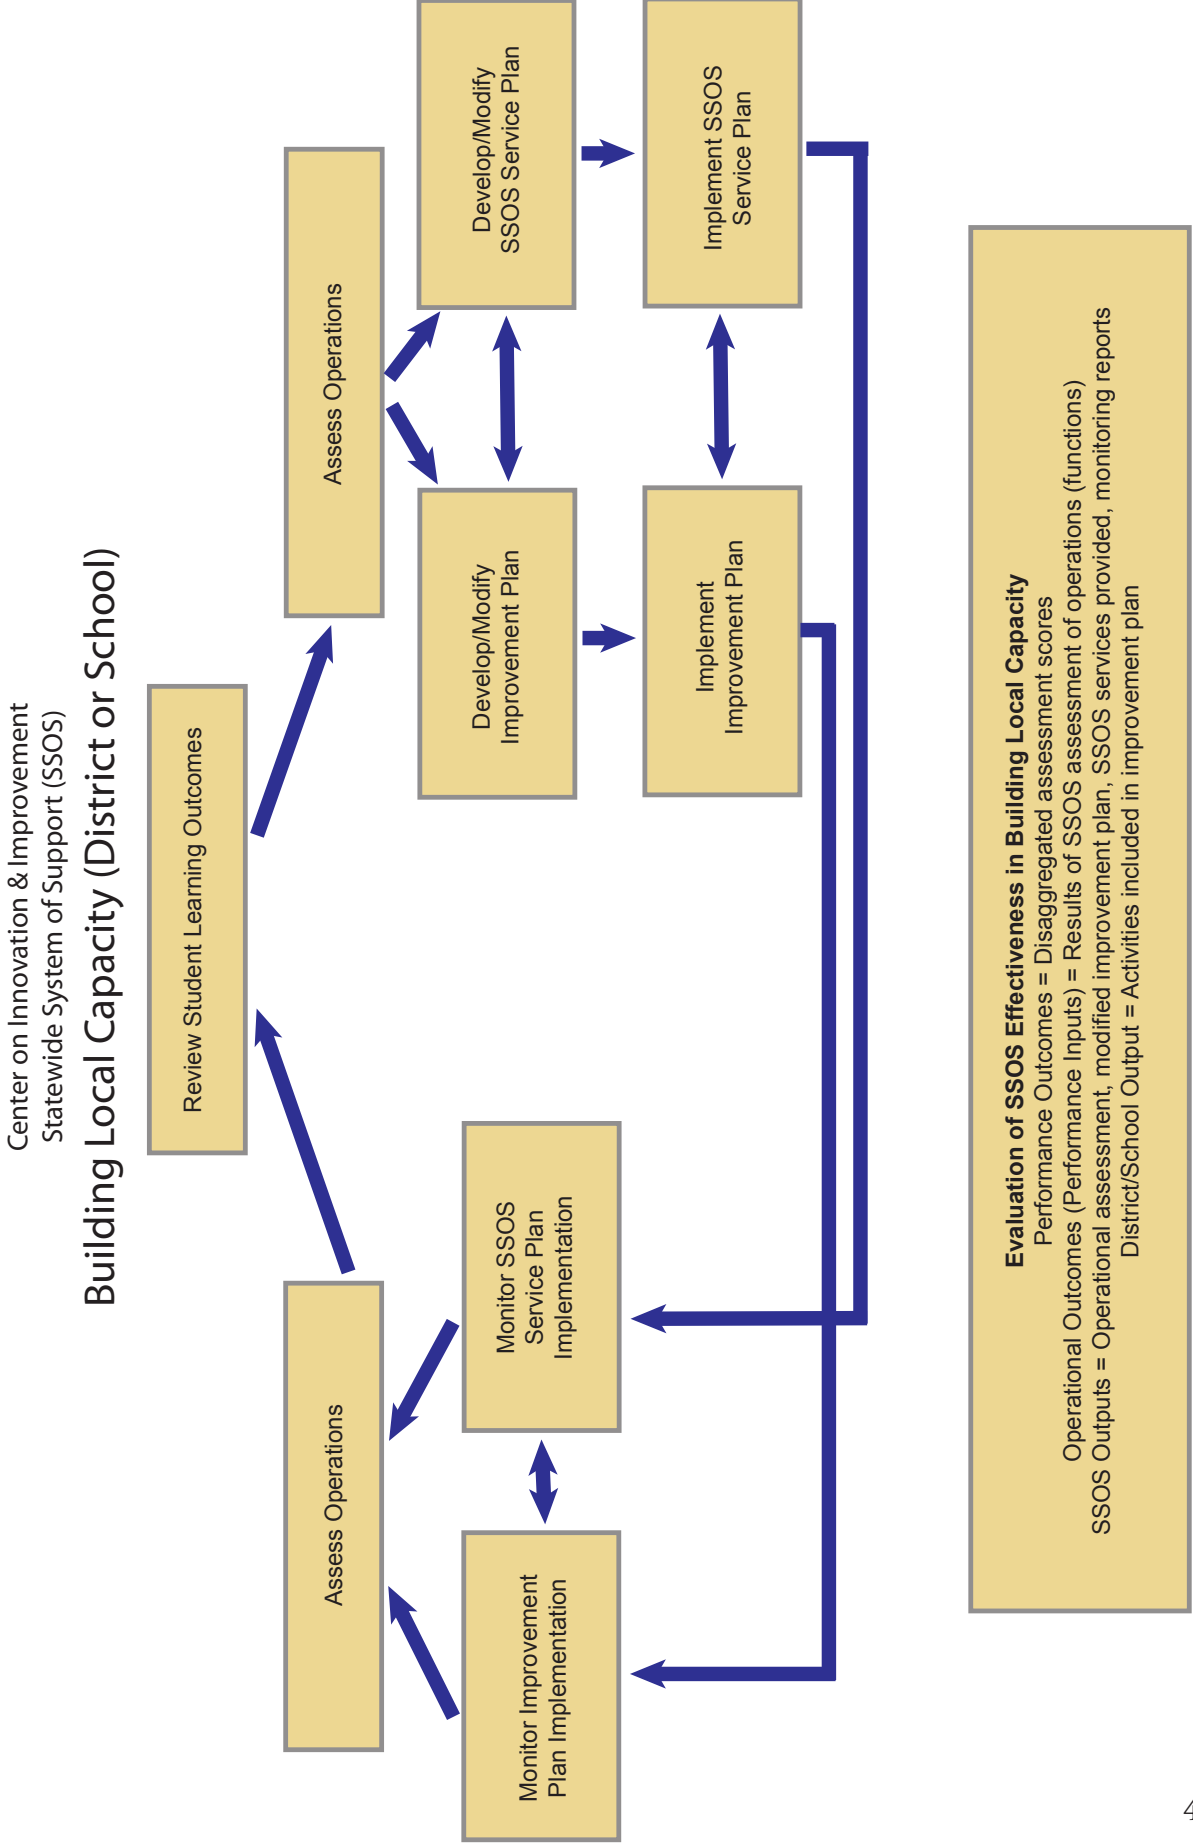 Center on Innovation & Improvement
Statewide System of Support (SSOS)
Building Local Capacity (District or School)
Review Student Learning Outcomes
Assess Operations
Assess Operations
Monitor Improvement
Plan Implementation
Monitor SSOS
Service Plan
Implementation
Develop/Modify
Improvement Plan
Develop/Modify
SSOS Service Plan
Implement
Improvement Plan
Implement SSOS
Service Plan
Evaluation of SSOS Effectiveness in Building Local Capacity
Performance Outcomes = Disaggregated assessment scores
Operational Outcomes (Performance Inputs) = Results of SSOS assessment of operations (functions)
SSOS Outputs = Operational assessment, modified improvement plan, SSOS services provided, monitoring reports
District/School Output = Activities included in improvement plan